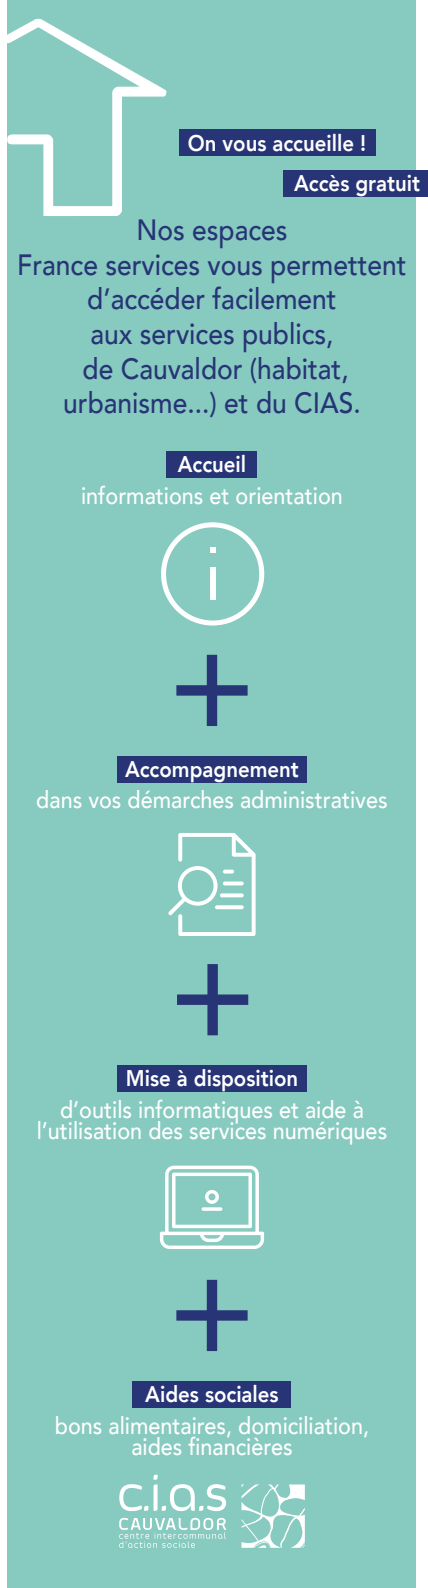 On vous accueille !
Accès gratuit
Nos espaces
France services vous permettent
d'accéder facilement
aux services publics,
de Cauvaldor (habitat,
urbanisme...) et du CIAS.
Accueil
informations et orientation
i
Accompagnement
dans vos démarches administratives
Mise à disposition
d'outils informatiques et aide à
l'utilisation des services numériques
Aides sociales
bons alimentaires, domiciliation,
aides financières
c.i.a.s
CAUVALDOR
centre intercommunal
d'action sociale